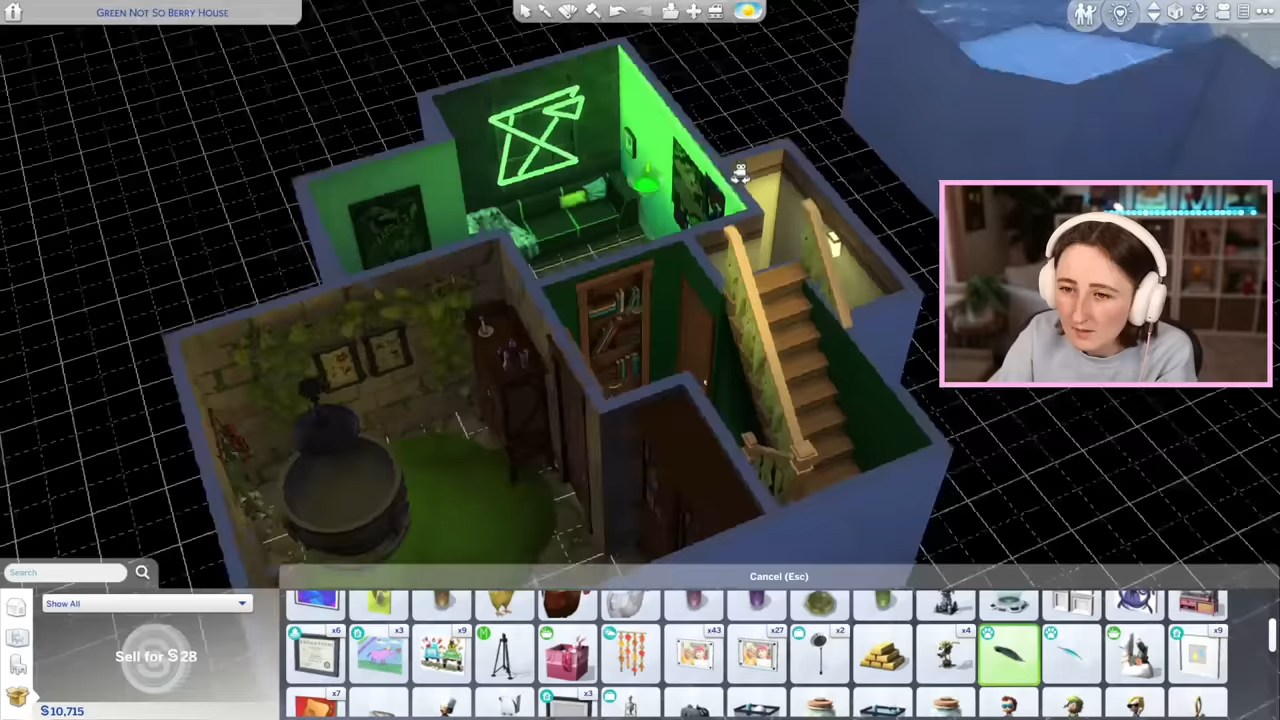 GREEN NOT SO BERRY HOUSE
Cancel (Esc)
Search
Show All
Sell for §28
§10,715
x6
x3
x9
M
x43
x27
x2
x4
x9
x7
x3